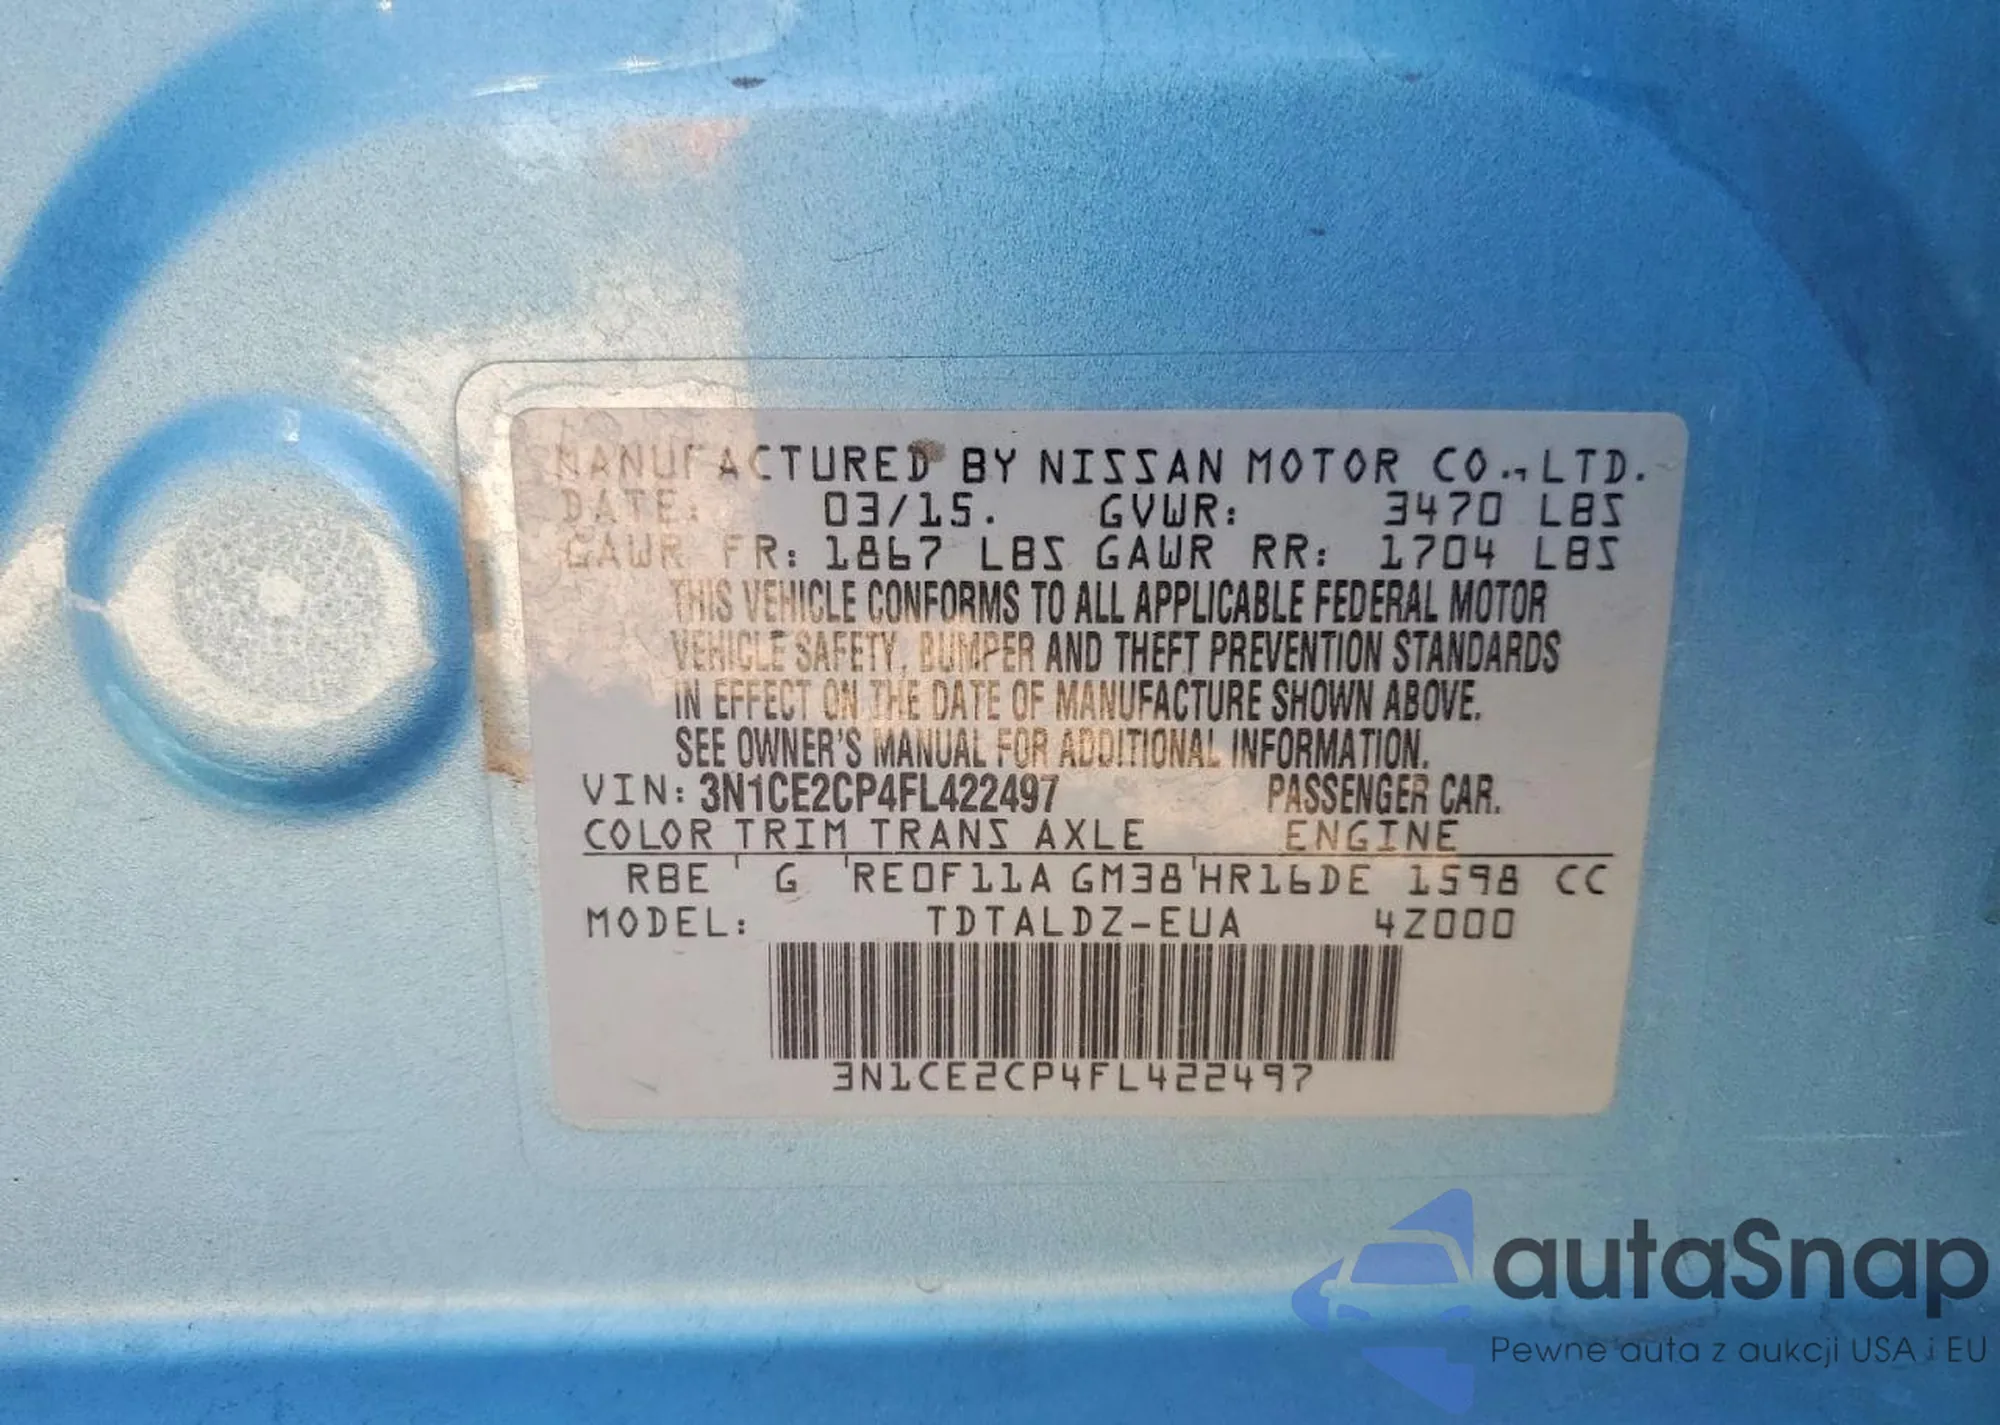 MANUFACTURED BY NISSAN MOTOR CO., LTD.
DATE: 03/15. GVWR: 3470 LBS
GAWR FR: 1867 LBS GAWR RR: 1704 LBS
THIS VEHICLE CONFORMS TO ALL APPLICABLE FEDERAL MOTOR
VEHICLE SAFETY, BUMPER AND THEFT PREVENTION STANDARDS
IN EFFECT ON THE DATE OF MANUFACTURE SHOWN ABOVE.
SEE OWNER'S MANUAL FOR ADDITIONAL INFORMATION.
VIN: 3N1CE2CP4FL422497 PASSENGER CAR.
COLOR TRIM TRANS AXLE ENGINE
RBE ' G 'RE0F11A GM38'HR16DE 1598 CC
MODEL: TDTALDZ-EUA 4Z000
3N1CE2CP4FL422497
autaSnap
Pewne auta z aukcji USA i EU